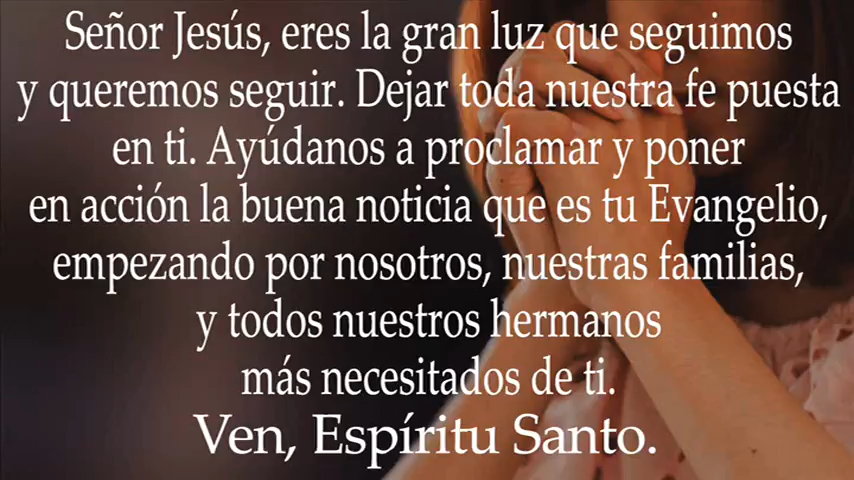 Señor Jesús, eres la gran luz que seguimos
y queremos seguir. Dejar toda nuestra fe puesta
en ti. Ayúdanos a proclamar y poner
en acción la buena noticia que es tu Evangelio,
empezando por nosotros, nuestras familias,
y todos nuestros hermanos
más necesitados de ti.
Ven, Espíritu Santo.